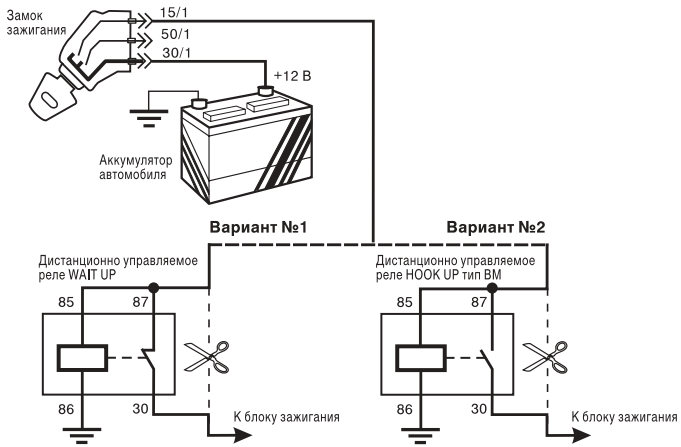 Замок
зажигания
15/1
50/1
30/1
+12 В
Аккумулятор
автомобиля
Вариант №1
Вариант №2
Дистанционно управляемое
реле WAIT UP
Дистанционно управляемое
реле HOOK UP тип ВМ
85
87
85
87
86
30
86
30
К блоку зажигания
К блоку зажигания